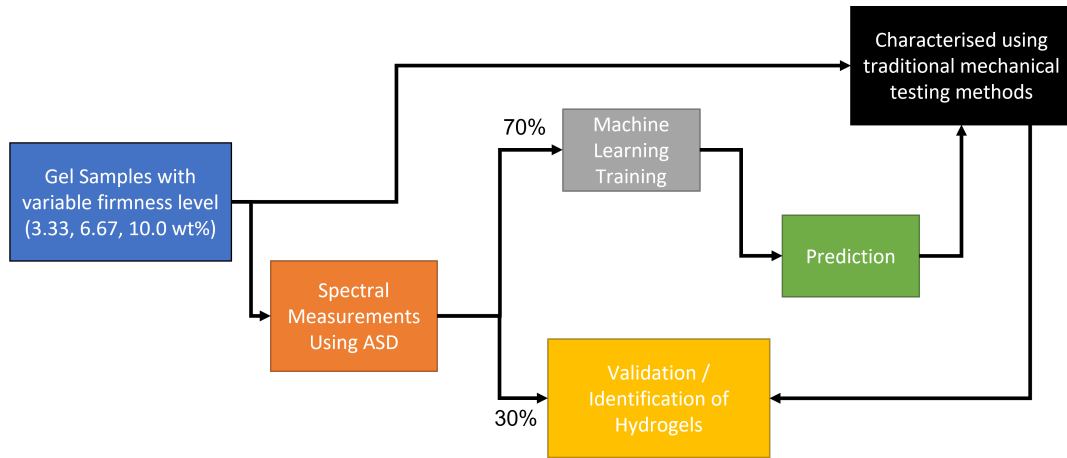 Characterised using
traditional mechanical
testing methods
70%
Machine
Learning
Training
Gel Samples with
variable firmness level
(3.33, 6.67, 10.0 wt%)
Prediction
Spectral
Measurements
Using ASD
Validation /
Identification of
Hydrogels
30%